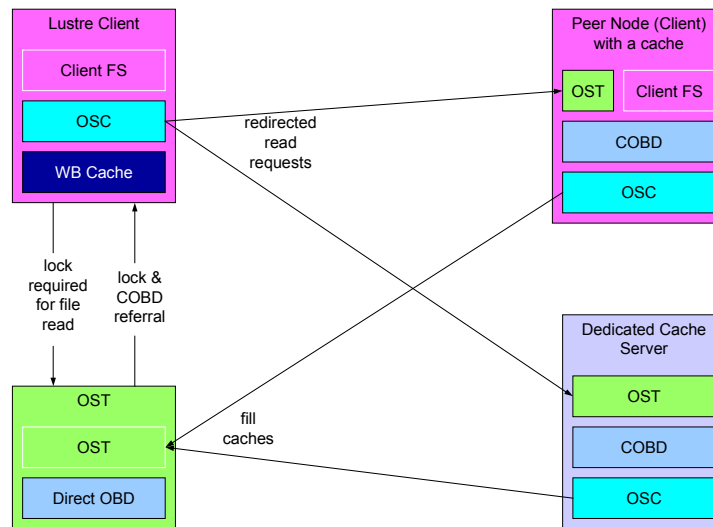 Lustre Client
Client FS
OSC
WB Cache
Peer Node (Client)
with a cache
OST
Client FS
COBD
OSC
redirected
read
requests
lock
required
for file
read
lock &
COBD
referral
OST
OST
Direct OBD
fill
caches
Dedicated Cache
Server
OST
COBD
OSC